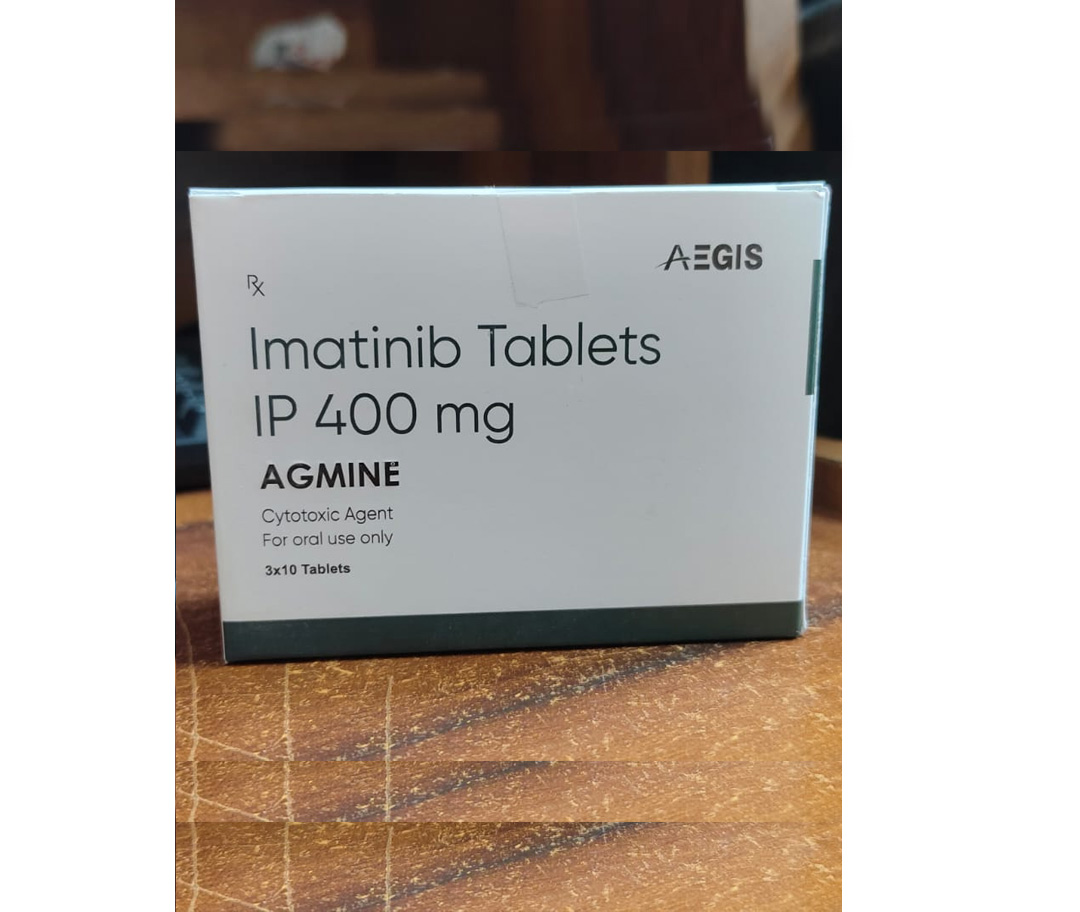 AEGIS
Rx
Imatinib Tablets
IP 400 mg
AGMINE
Cytotoxic Agent
For oral use only
3x10 Tablets